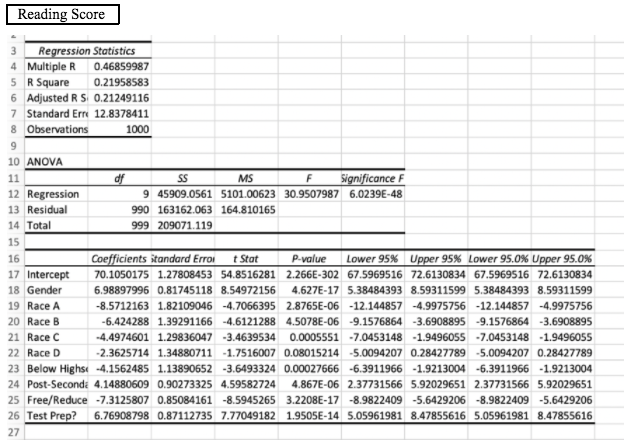 Reading Score
3 Regression Statistics
4 Multiple R 0.46859987
5 R Square 0.21958583
6 Adjusted R S 0.21249116
7 Standard Erro 12.8378411
8 Observations 1000
9
10 ANOVA
11 df SS MS F Significance F
12 Regression 9 45909.0561 5101.00623 30.9507987 6.0239E-48
13 Residual 990 163162.063 164.810165
14 Total 999 209071.119
15
16 Coefficients Standard Error t Stat P-value Lower 95% Upper 95% Lower 95.0% Upper 95.0%
17 Intercept 70.1050175 1.27808453 54.8516281 2.266E-302 67.5969516 72.6130834 67.5969516 72.6130834
18 Gender 6.98897996 0.81745118 8.54972156 4.627E-17 5.38484393 8.59311599 5.38484393 8.59311599
19 Race A -8.5712163 1.82109046 -4.7066395 2.8765E-06 -12.144857 -4.9975756 -12.144857 -4.9975756
20 Race B -6.424288 1.39291166 -4.6121288 4.5078E-06 -9.1576864 -3.6908895 -9.1576864 -3.6908895
21 Race C -4.4974601 1.29836047 -3.4639534 0.0005551 -7.0453148 -1.9496055 -7.0453148 -1.9496055
22 Race D -2.3625714 1.34880711 -1.7516007 0.08015214 -5.0094207 0.28427789 -5.0094207 0.28427789
23 Below Highs -4.1562485 1.13890652 -3.6493324 0.00027666 -6.3911966 -1.9213004 -6.3911966 -1.9213004
24 Post-Seconda 4.14880609 0.90273325 4.59582724 4.867E-06 2.37731566 5.92029651 2.37731566 5.92029651
25 Free/Reduce -7.3125807 0.85084161 -8.5945265 3.2208E-17 -8.9822409 -5.6429206 -8.9822409 -5.6429206
26 Test Prep? 6.76908798 0.87112735 7.77049182 1.9505E-14 5.05961981 8.47855616 5.05961981 8.47855616
27